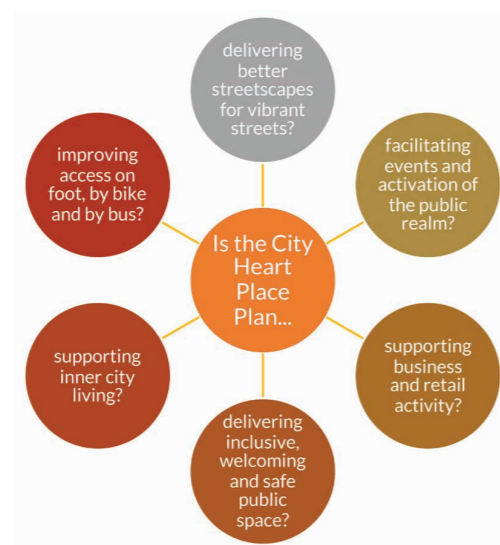 Is the City
Heart
Place
Plan...
delivering
better
streetscapes
for vibrant
streets?
facilitating
events and
activation of
the public
realm?
supporting
business
and retail
activity?
delivering
inclusive,
welcoming
and safe
public
space?
supporting
inner city
living?
improving
access on
foot, by bike
and by bus?